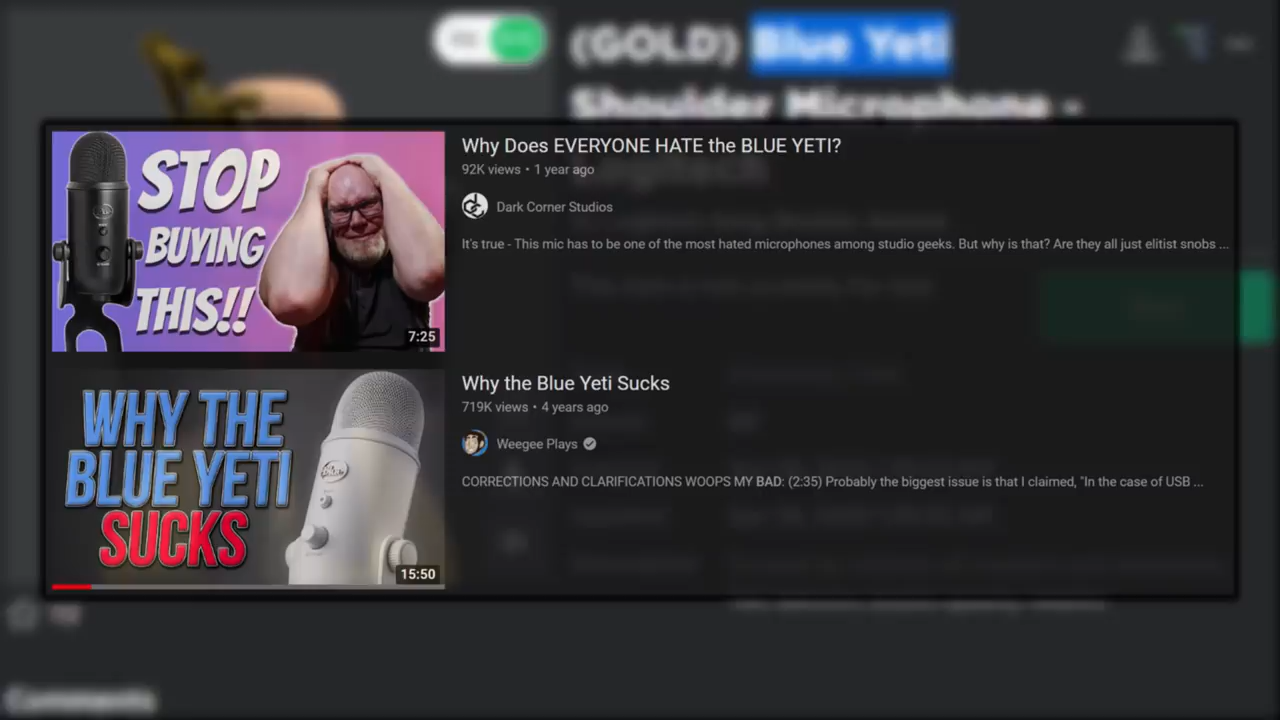 (GOLD) Blue Yeti
Shoulder Microphone -
STOP
BUYING
THIS!!
7:25
Why Does EVERYONE HATE the BLUE YETI?
92K views • 1 year ago
Dark Corner Studios
It's true - This mic has to be one of the most hated microphones among studio geeks. But why is that? Are they all just elitist snobs ...
WHY THE
BLUE YETI
SUCKS
15:50
Why the Blue Yeti Sucks
719K views • 4 years ago
Weegee Plays
CORRECTIONS AND CLARIFICATIONS WOOPS MY BAD: (2:35) Probably the biggest issue is that I claimed, "In the case of USB ...
Comments